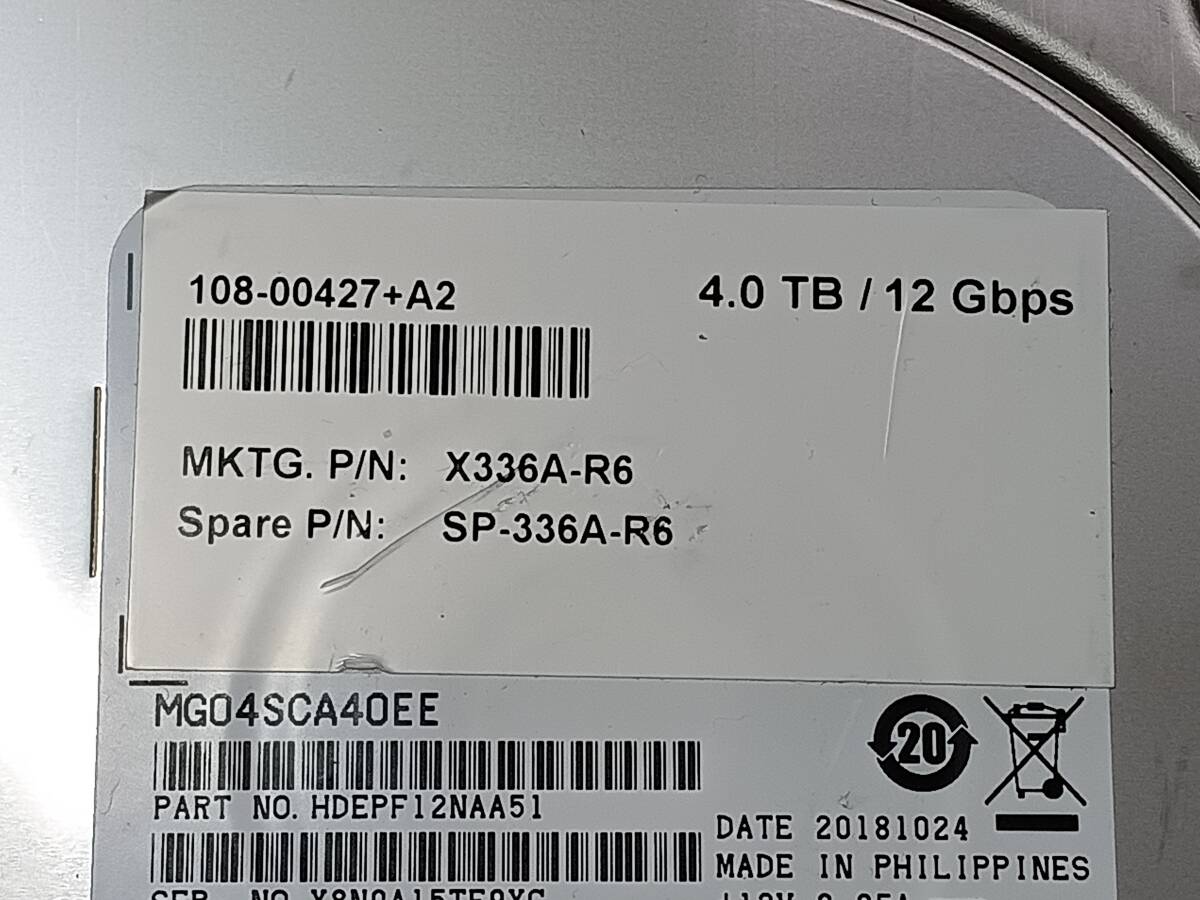 108-00427+A2
4.0 TB / 12 Gbps
MKTG. P/N: X336A-R6
Spare P/N: SP-336A-R6
MG04SCA40EE
20
PART NO. HDEPF12NAA51
DATE 20181024
MADE IN PHILIPPINES